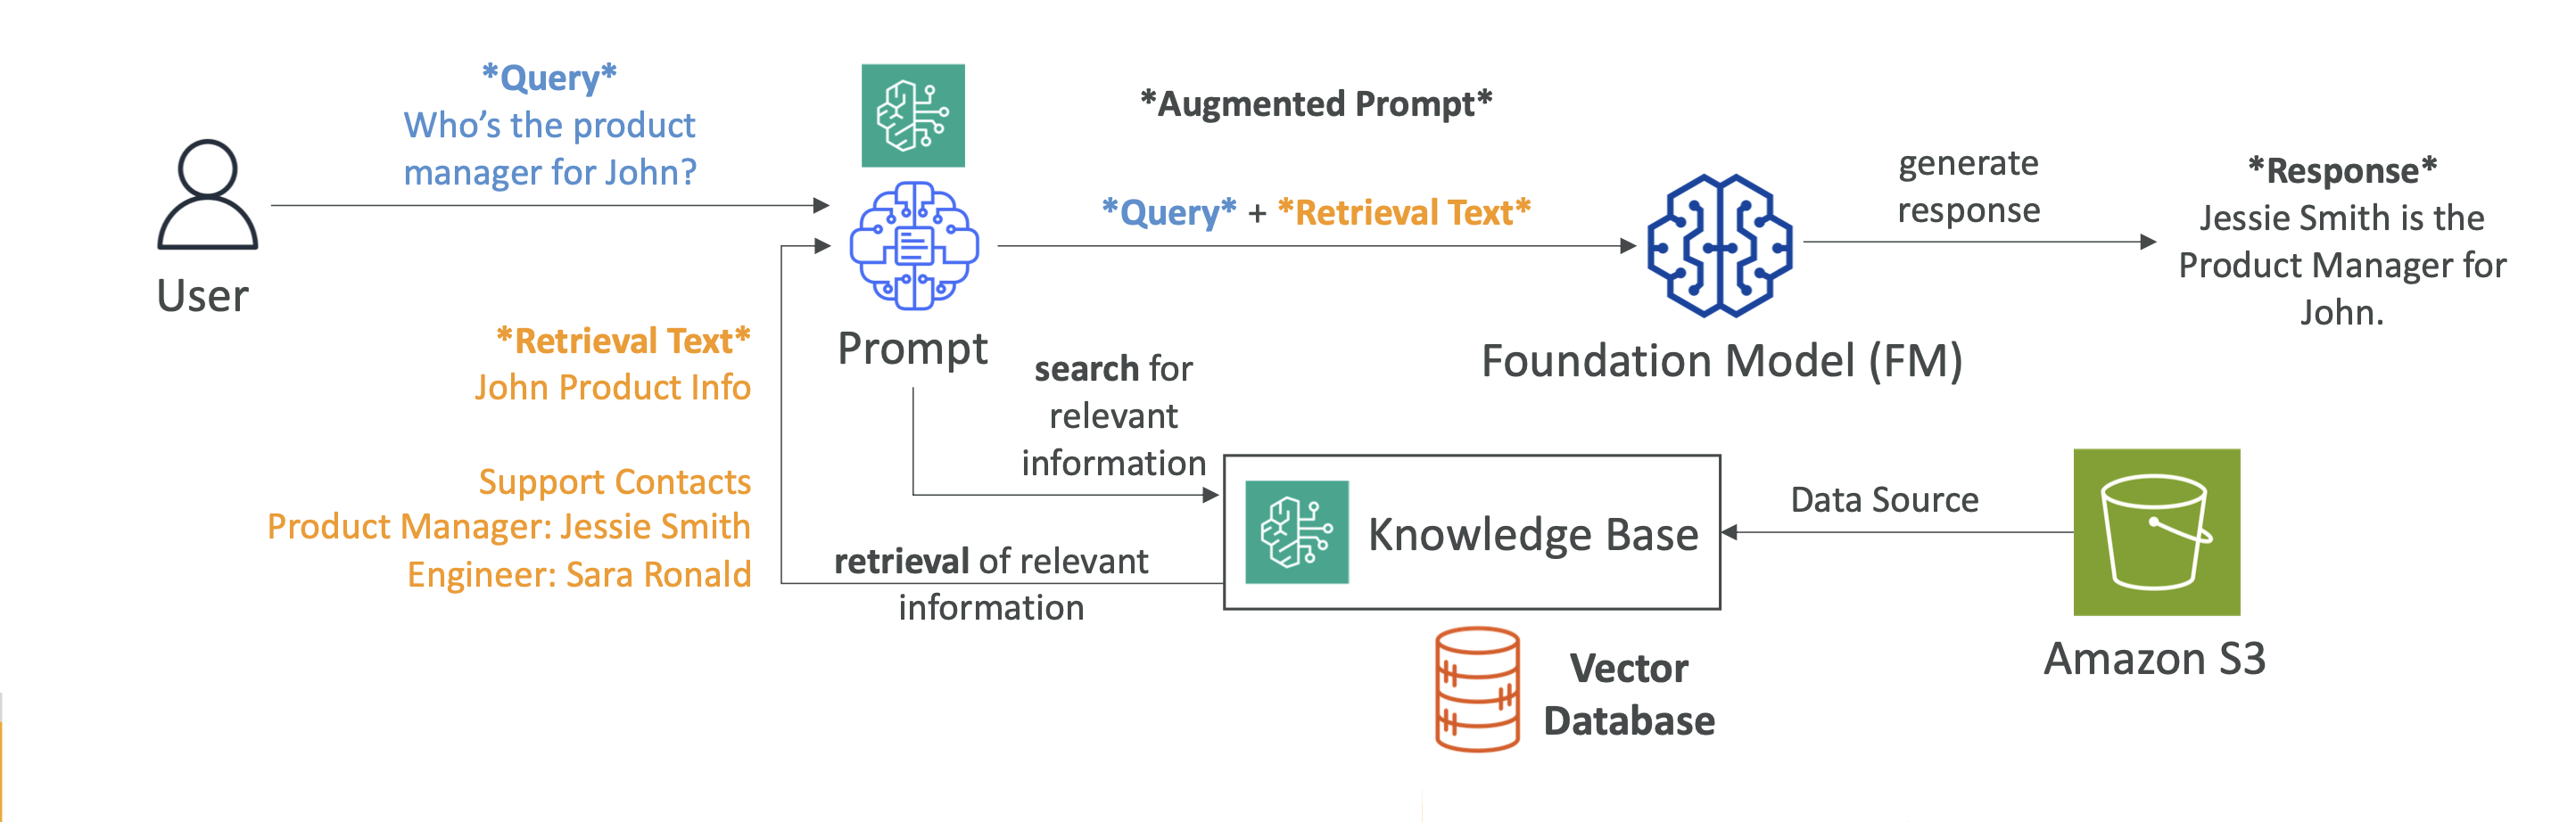 *Query*
Who's the product
manager for John?
User
*Retrieval Text*
John Product Info
Support Contacts
Product Manager: Jessie Smith
Engineer: Sara Ronald
Prompt
search for
relevant
information
retrieval of relevant
information
*Augmented Prompt*
*Query* + *Retrieval Text*
Foundation Model (FM)
generate
response
*Response*
Jessie Smith is the
Product Manager for
John.
Knowledge Base
Data Source
Amazon S3
Vector
Database